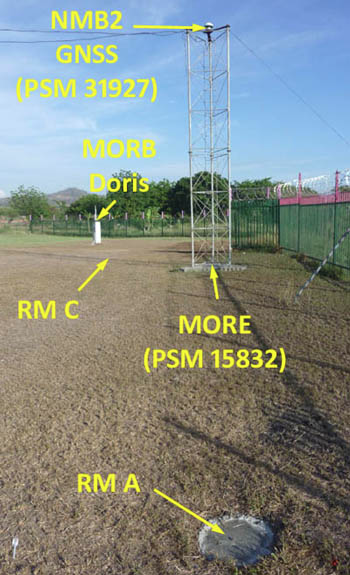 NMB2
GNSS
(PSM 31927)
MORB
Doris
RM C
MORE
(PSM 15832)
RM A